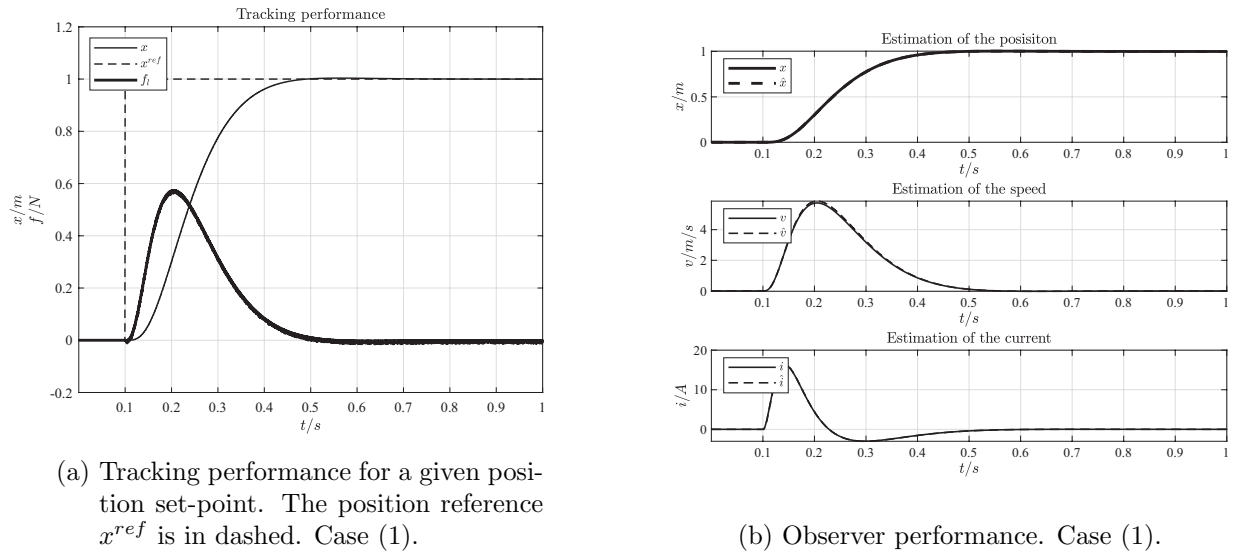 Tracking performance
1.2
1
0.8
0.6
0.4
0.2
0
-0.2
x/m
f/N
x
x^{ref}
f_l
0.1 0.2 0.3 0.4 0.5 0.6 0.7 0.8 0.9 1
t/s
(a) Tracking performance for a given posi-
tion set-point. The position reference
x^{ref} is in dashed. Case (1).
Estimation of the posisiton
1
0.5
0
x/m
x
x̂
0.1 0.2 0.3 0.4 0.5 0.6 0.7 0.8 0.9 1
t/s
Estimation of the speed
4
2
0
v/m/s
v
v̂
0.1 0.2 0.3 0.4 0.5 0.6 0.7 0.8 0.9 1
t/s
Estimation of the current
20
10
0
i/A
i
î
0.1 0.2 0.3 0.4 0.5 0.6 0.7 0.8 0.9 1
t/s
(b) Observer performance. Case (1).